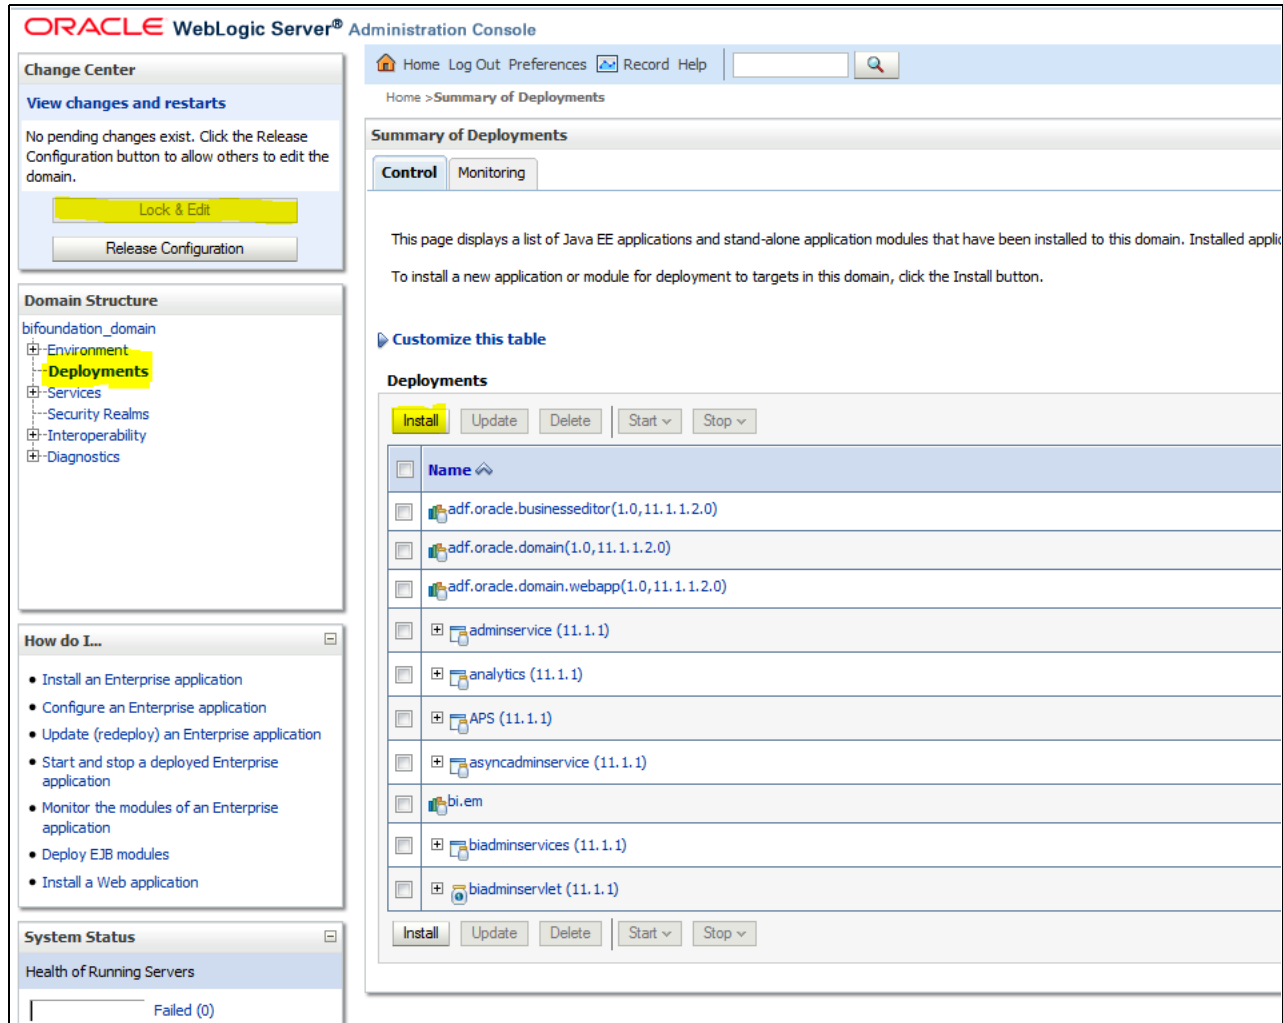 ORACLE WebLogic Server® Administration Console
Change Center
View changes and restarts
No pending changes exist. Click the Release
Configuration button to allow others to edit the
domain.
Lock & Edit
Release Configuration
Domain Structure
bifoundation_domain
Environment
Deployments
Services
Security Realms
Interoperability
Diagnostics
How do I...
Install an Enterprise application
Configure an Enterprise application
Update (redeploy) an Enterprise application
Start and stop a deployed Enterprise
application
Monitor the modules of an Enterprise
application
Deploy EJB modules
Install a Web application
System Status
Health of Running Servers
Failed (0)
Home Log Out Preferences Record Help
Home >Summary of Deployments
Summary of Deployments
Control Monitoring
This page displays a list of Java EE applications and stand-alone application modules that have been installed to this domain. Installed applic
To install a new application or module for deployment to targets in this domain, click the Install button.
Customize this table
Deployments
Install Update Delete Start Stop
Name
adf.oracle.businesseditor(1.0,11.1.1.2.0)
adf.oracle.domain(1.0,11.1.1.2.0)
adf.oracle.domain.webapp(1.0,11.1.1.2.0)
adminservice (11.1.1)
analytics (11.1.1)
APS (11.1.1)
asyncadminservice (11.1.1)
bi.em
biadminservices (11.1.1)
biadminservlet (11.1.1)
Install Update Delete Start Stop